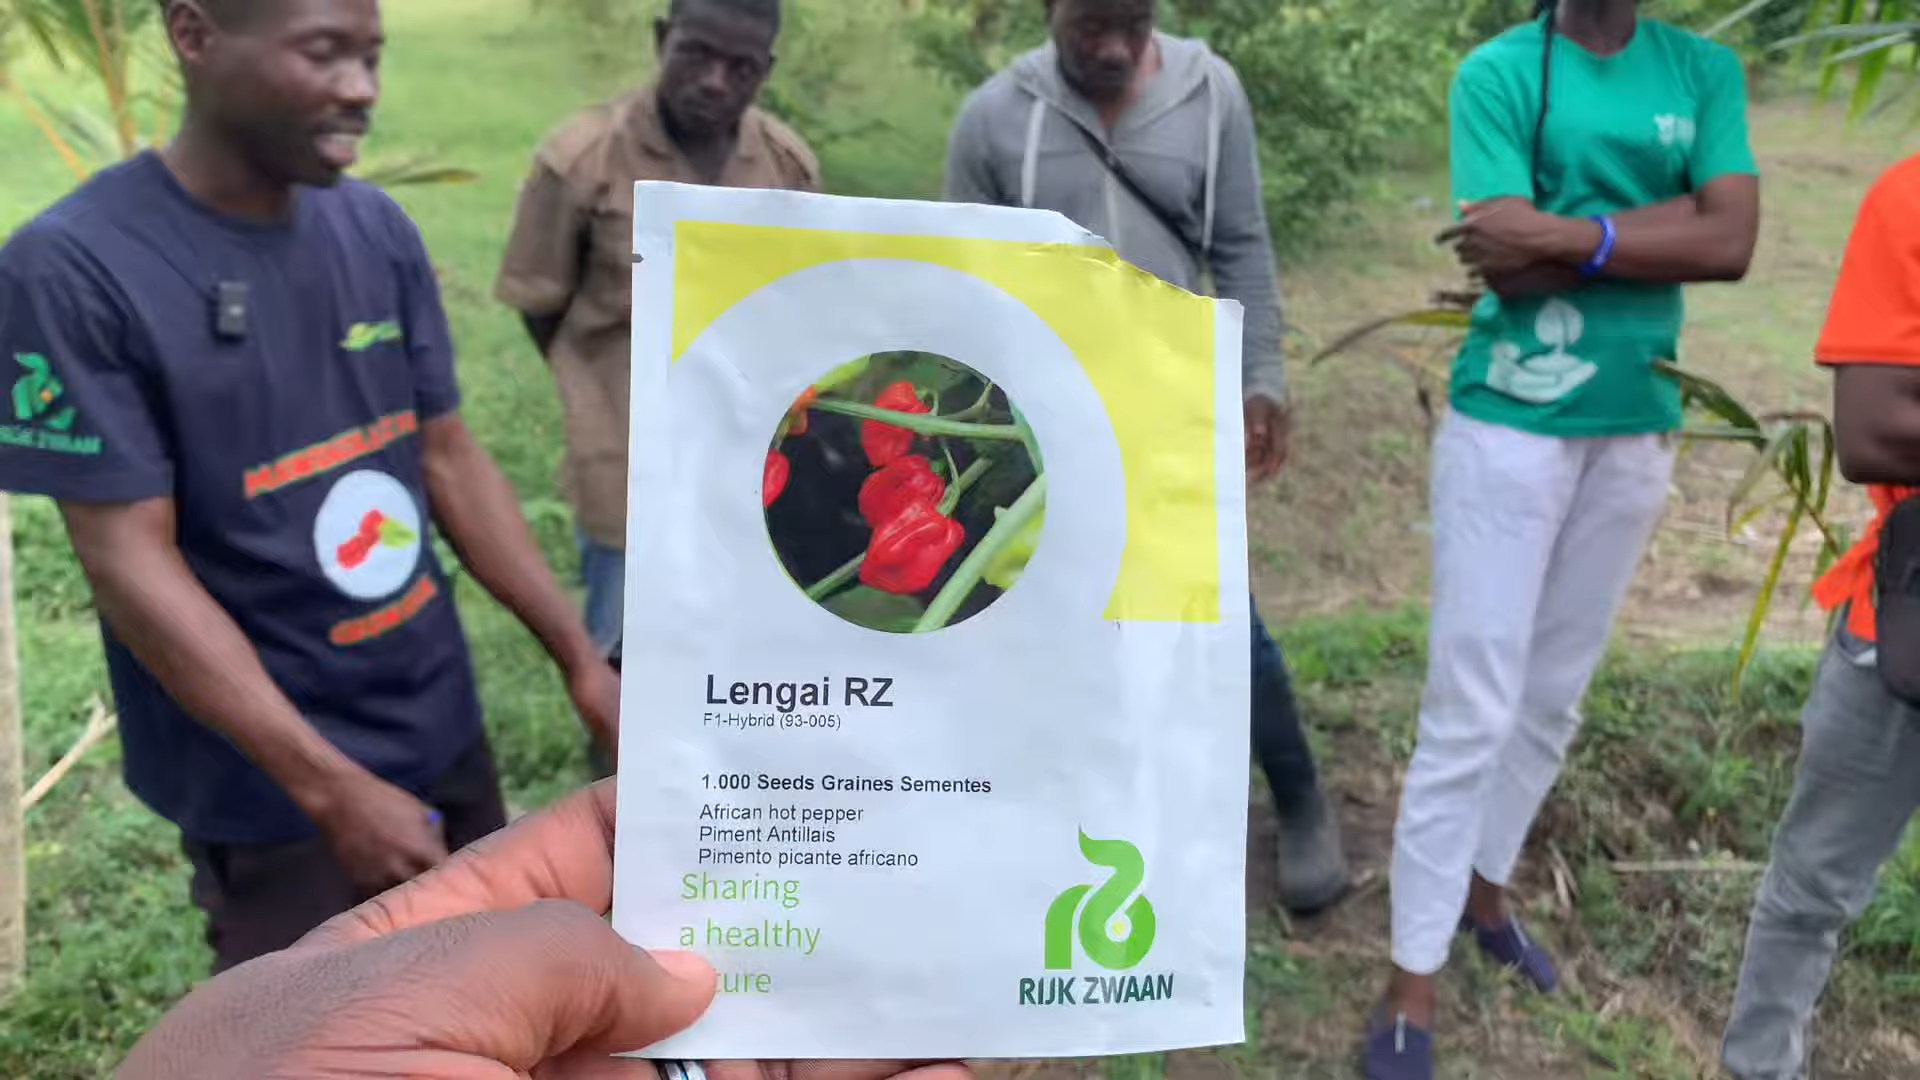 Lengai RZ
F1-Hybrid (93-005)
1.000 Seeds Graines Sementes
African hot pepper
Piment Antillais
Pimento picante africano
Sharing
a healthy
ture
RIJK ZWAAN
RIJK ZWAAN